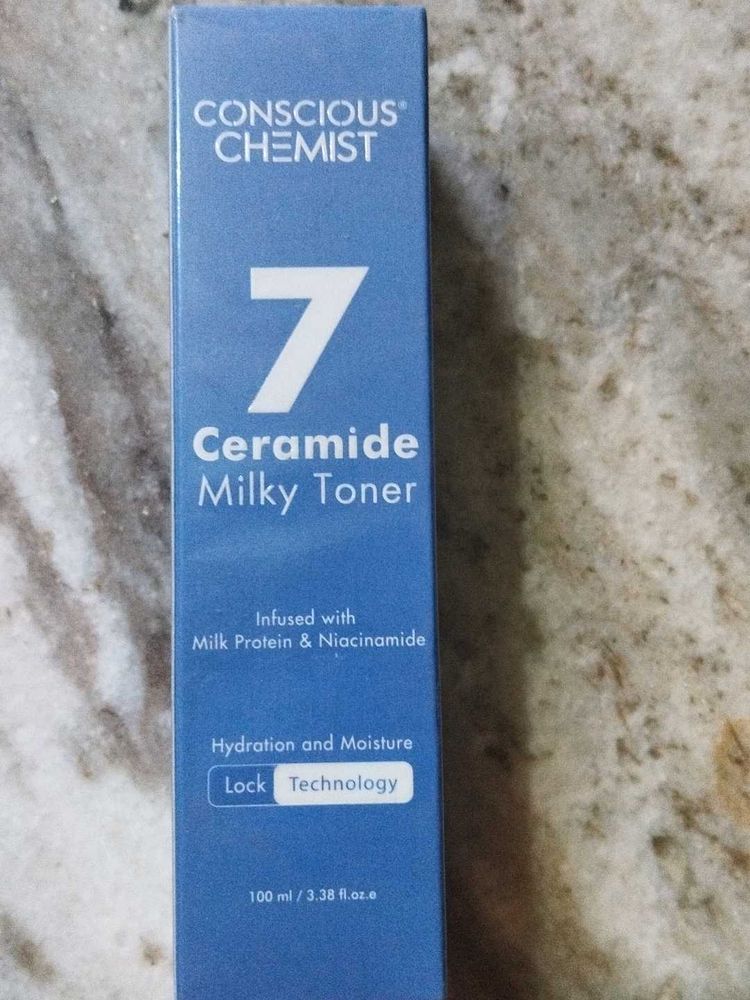 CONSCIOUS®
CHEMIST
7
Ceramide
Milky Toner
Infused with
Milk Protein & Niacinamide
Hydration and Moisture
Lock Technology
100 ml / 3.38 fl.oz.e